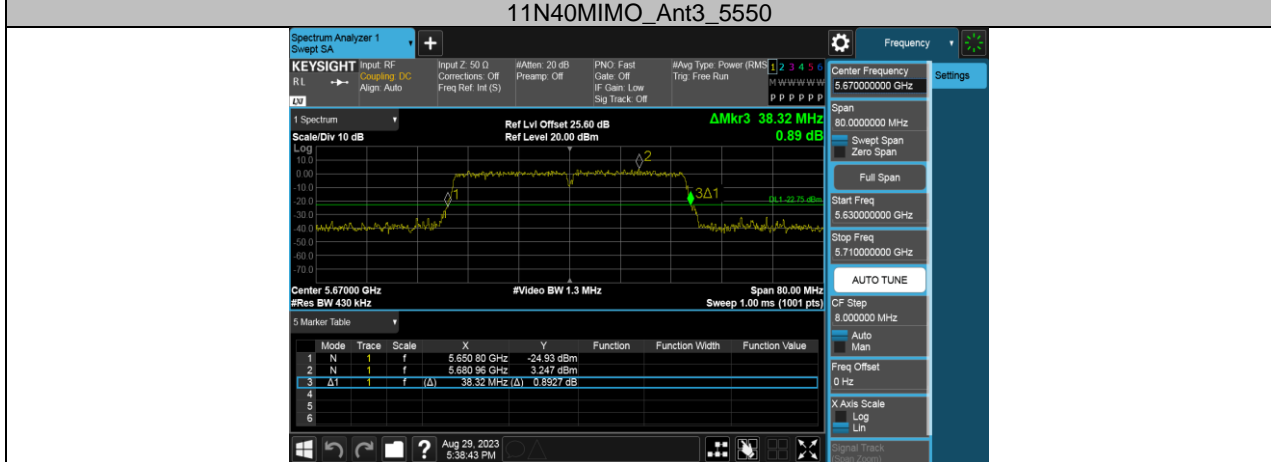 11N40MIMO_Ant3_5550
Spectrum Analyzer 1
Swept SA
+
Frequency
KEYSIGHT
RL
LXI
Input: RF
Coupling: DC
Align: Auto
Input Z: 50 Ω
Corrections: Off
Freq Ref: Int (S)
#Atten: 20 dB
Preamp: Off
PNO: Fast
Gate: Off
IF Gain: Low
Sig Track: Off
#Avg Type: Power (RMS
Trig: Free Run
1 2 3 4 5 6
M W W W W W
P P P P P P
Settings
1 Spectrum
Scale/Div 10 dB
Ref Lvl Offset 25.60 dB
Ref Level 20.00 dBm
ΔMkr3 38.32 MHz
0.89 dB
Log
10.0
0.00
-10.0
-20.0
-30.0
-40.0
-50.0
-60.0
-70.0
1
2
3Δ1
DL1 -22.75 dBm
Center 5.67000 GHz
#Res BW 430 kHz
#Video BW 1.3 MHz
Span 80.00 MHz
Sweep 1.00 ms (1001 pts)
5 Marker Table
Mode Trace Scale X Y Function Function Width Function Value
1 N 1 f 5.650 80 GHz -24.93 dBm
2 N 1 f 5.680 96 GHz 3.247 dBm
3 Δ1 1 f (Δ) 38.32 MHz (Δ) 0.8927 dB
4
5
6
Center Frequency
5.670000000 GHz
Span
80.0000000 MHz
Swept Span
Zero Span
Full Span
Start Freq
5.630000000 GHz
Stop Freq
5.710000000 GHz
AUTO TUNE
CF Step
8.000000 MHz
Auto
Man
Freq Offset
0 Hz
X Axis Scale
Log
Lin
Signal Track
(Span Zoom)
?
Aug 29, 2023
5:38:43 PM